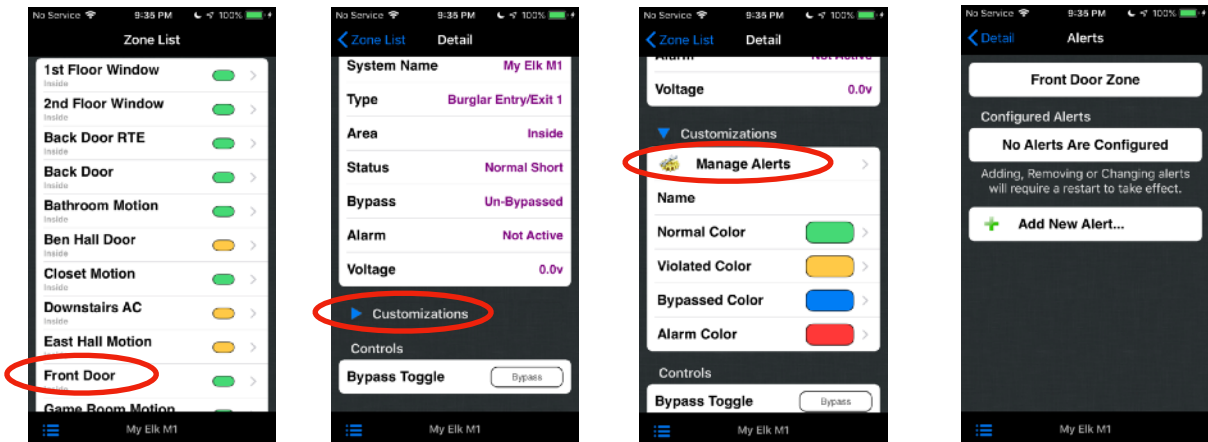 No Service 9:35 PM 100%
Zone List
1st Floor Window
Inside
2nd Floor Window
Inside
Back Door RTE
Inside
Back Door
Inside
Bathroom Motion
Inside
Ben Hall Door
Inside
Closet Motion
Inside
Downstairs AC
Inside
East Hall Motion
Front Door
Inside
Game Room Motion
My Elk M1
No Service 9:35 PM 100%
Zone List Detail
System Name My Elk M1
Type Burglar Entry/Exit 1
Area Inside
Status Normal Short
Bypass Un-Bypassed
Alarm Not Active
Voltage 0.0v
Customizations
Controls
Bypass Toggle Bypass
My Elk M1
No Service 9:35 PM 100%
Zone List Detail
Alarm Not Active
Voltage 0.0v
Customizations
Manage Alerts
Name
Normal Color
Violated Color
Bypassed Color
Alarm Color
Controls
Bypass Toggle Bypass
My Elk M1
No Service 9:35 PM 100%
Detail Alerts
Front Door Zone
Configured Alerts
No Alerts Are Configured
Adding, Removing or Changing alerts
will require a restart to take effect.
Add New Alert...
My Elk M1